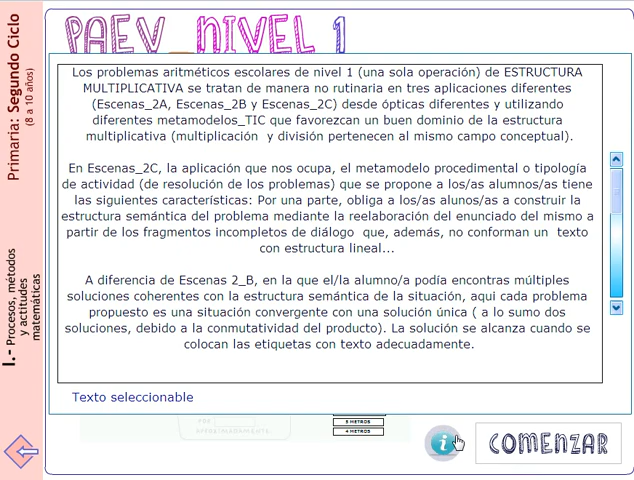 PAEV_NIVEL 1
Primaria: Segundo Ciclo
(8 a 10 años)
I.- Procesos, métodos
y actitudes
matemáticas
Los problemas aritméticos escolares de nivel 1 (una sola operación) de ESTRUCTURA
MULTIPLICATIVA se tratan de manera no rutinaria en tres aplicaciones diferentes
(Escenas_2A, Escenas_2B y Escenas_2C) desde ópticas diferentes y utilizando
diferentes metamodelos_TIC que favorezcan un buen dominio de la estructura
multiplicativa (multiplicación y división pertenecen al mismo campo conceptual).
En Escenas_2C, la aplicación que nos ocupa, el metamodelo procedimental o tipología
de actividad (de resolución de los problemas) que se propone a los/as alumnos/as tiene
las siguientes características: Por una parte, obliga a los/as alunos/as a construir la
estructura semántica del problema mediante la reelaboración del enunciado del mismo a
partir de los fragmentos incompletos de diálogo que, además, no conforman un texto
con estructura lineal...
A diferencia de Escenas 2_B, en la que el/la alumno/a podía encontras múltiples
soluciones coherentes con la estructura semántica de la situación, aquí cada problema
propuesto es una situación convergente con una solución única ( a lo sumo dos
soluciones, debido a la conmutatividad del producto). La solución se alcanza cuando se
colocan las etiquetas con texto adecuadamente.
Texto seleccionable
5 METROS
4 METROS
i
COMENZAR